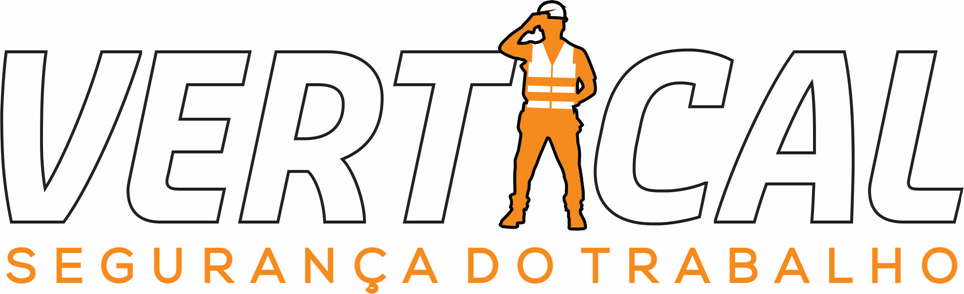 VERTICAL
SEGURANÇA DO TRABALHO